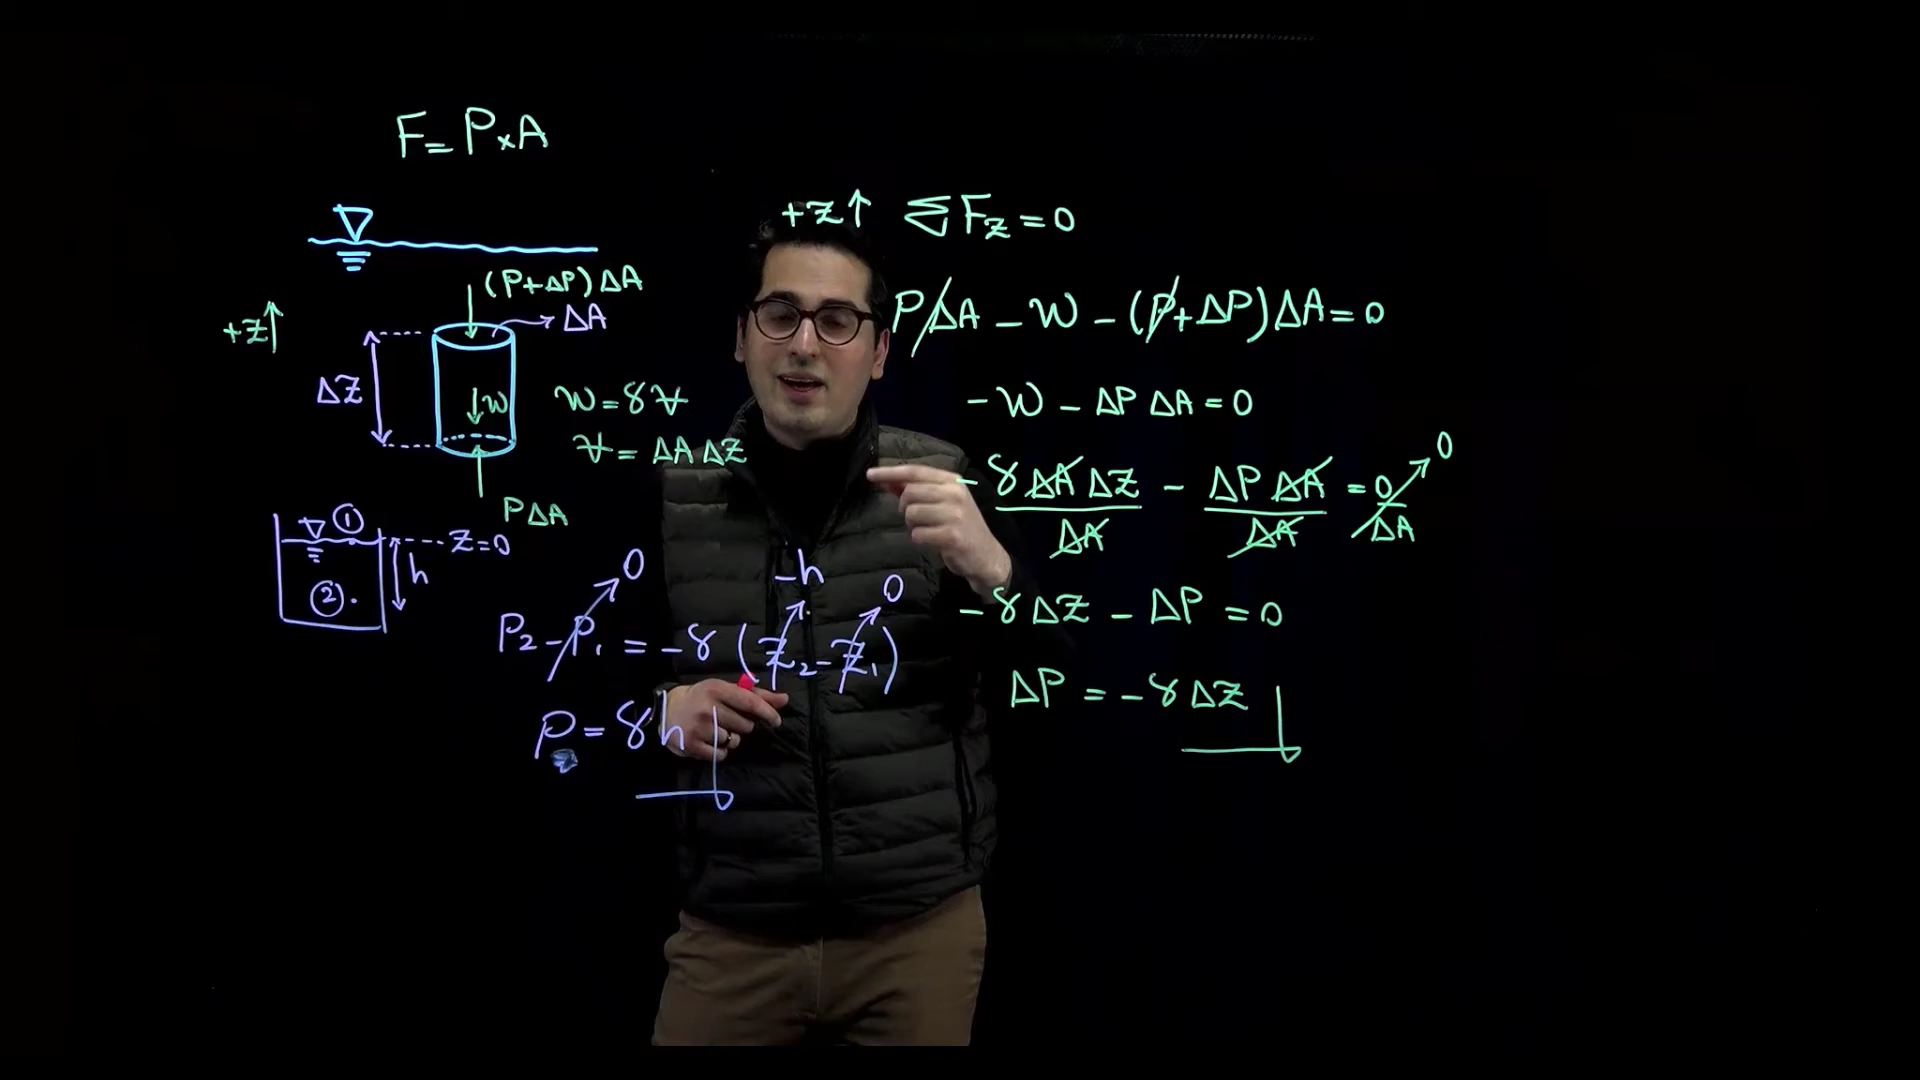 F = P × A
(P+ΔP) ΔA
+Z↑
ΔA
ΔZ
↓W
W = γV
V = ΔA ΔZ
PΔA
①
Z=0
h
②
P₂ - P₁ = -γ (Z₂ - Z₁)
0
-h
0
P = γh
+Z↑ ΣF_Z = 0
PΔA - W - (P+ΔP)ΔA = 0
-W - ΔP ΔA = 0
- γ ΔA ΔZ / ΔA - ΔP ΔA / ΔA = 0 / ΔA
0
- γ ΔZ - ΔP = 0
ΔP = - γ ΔZ